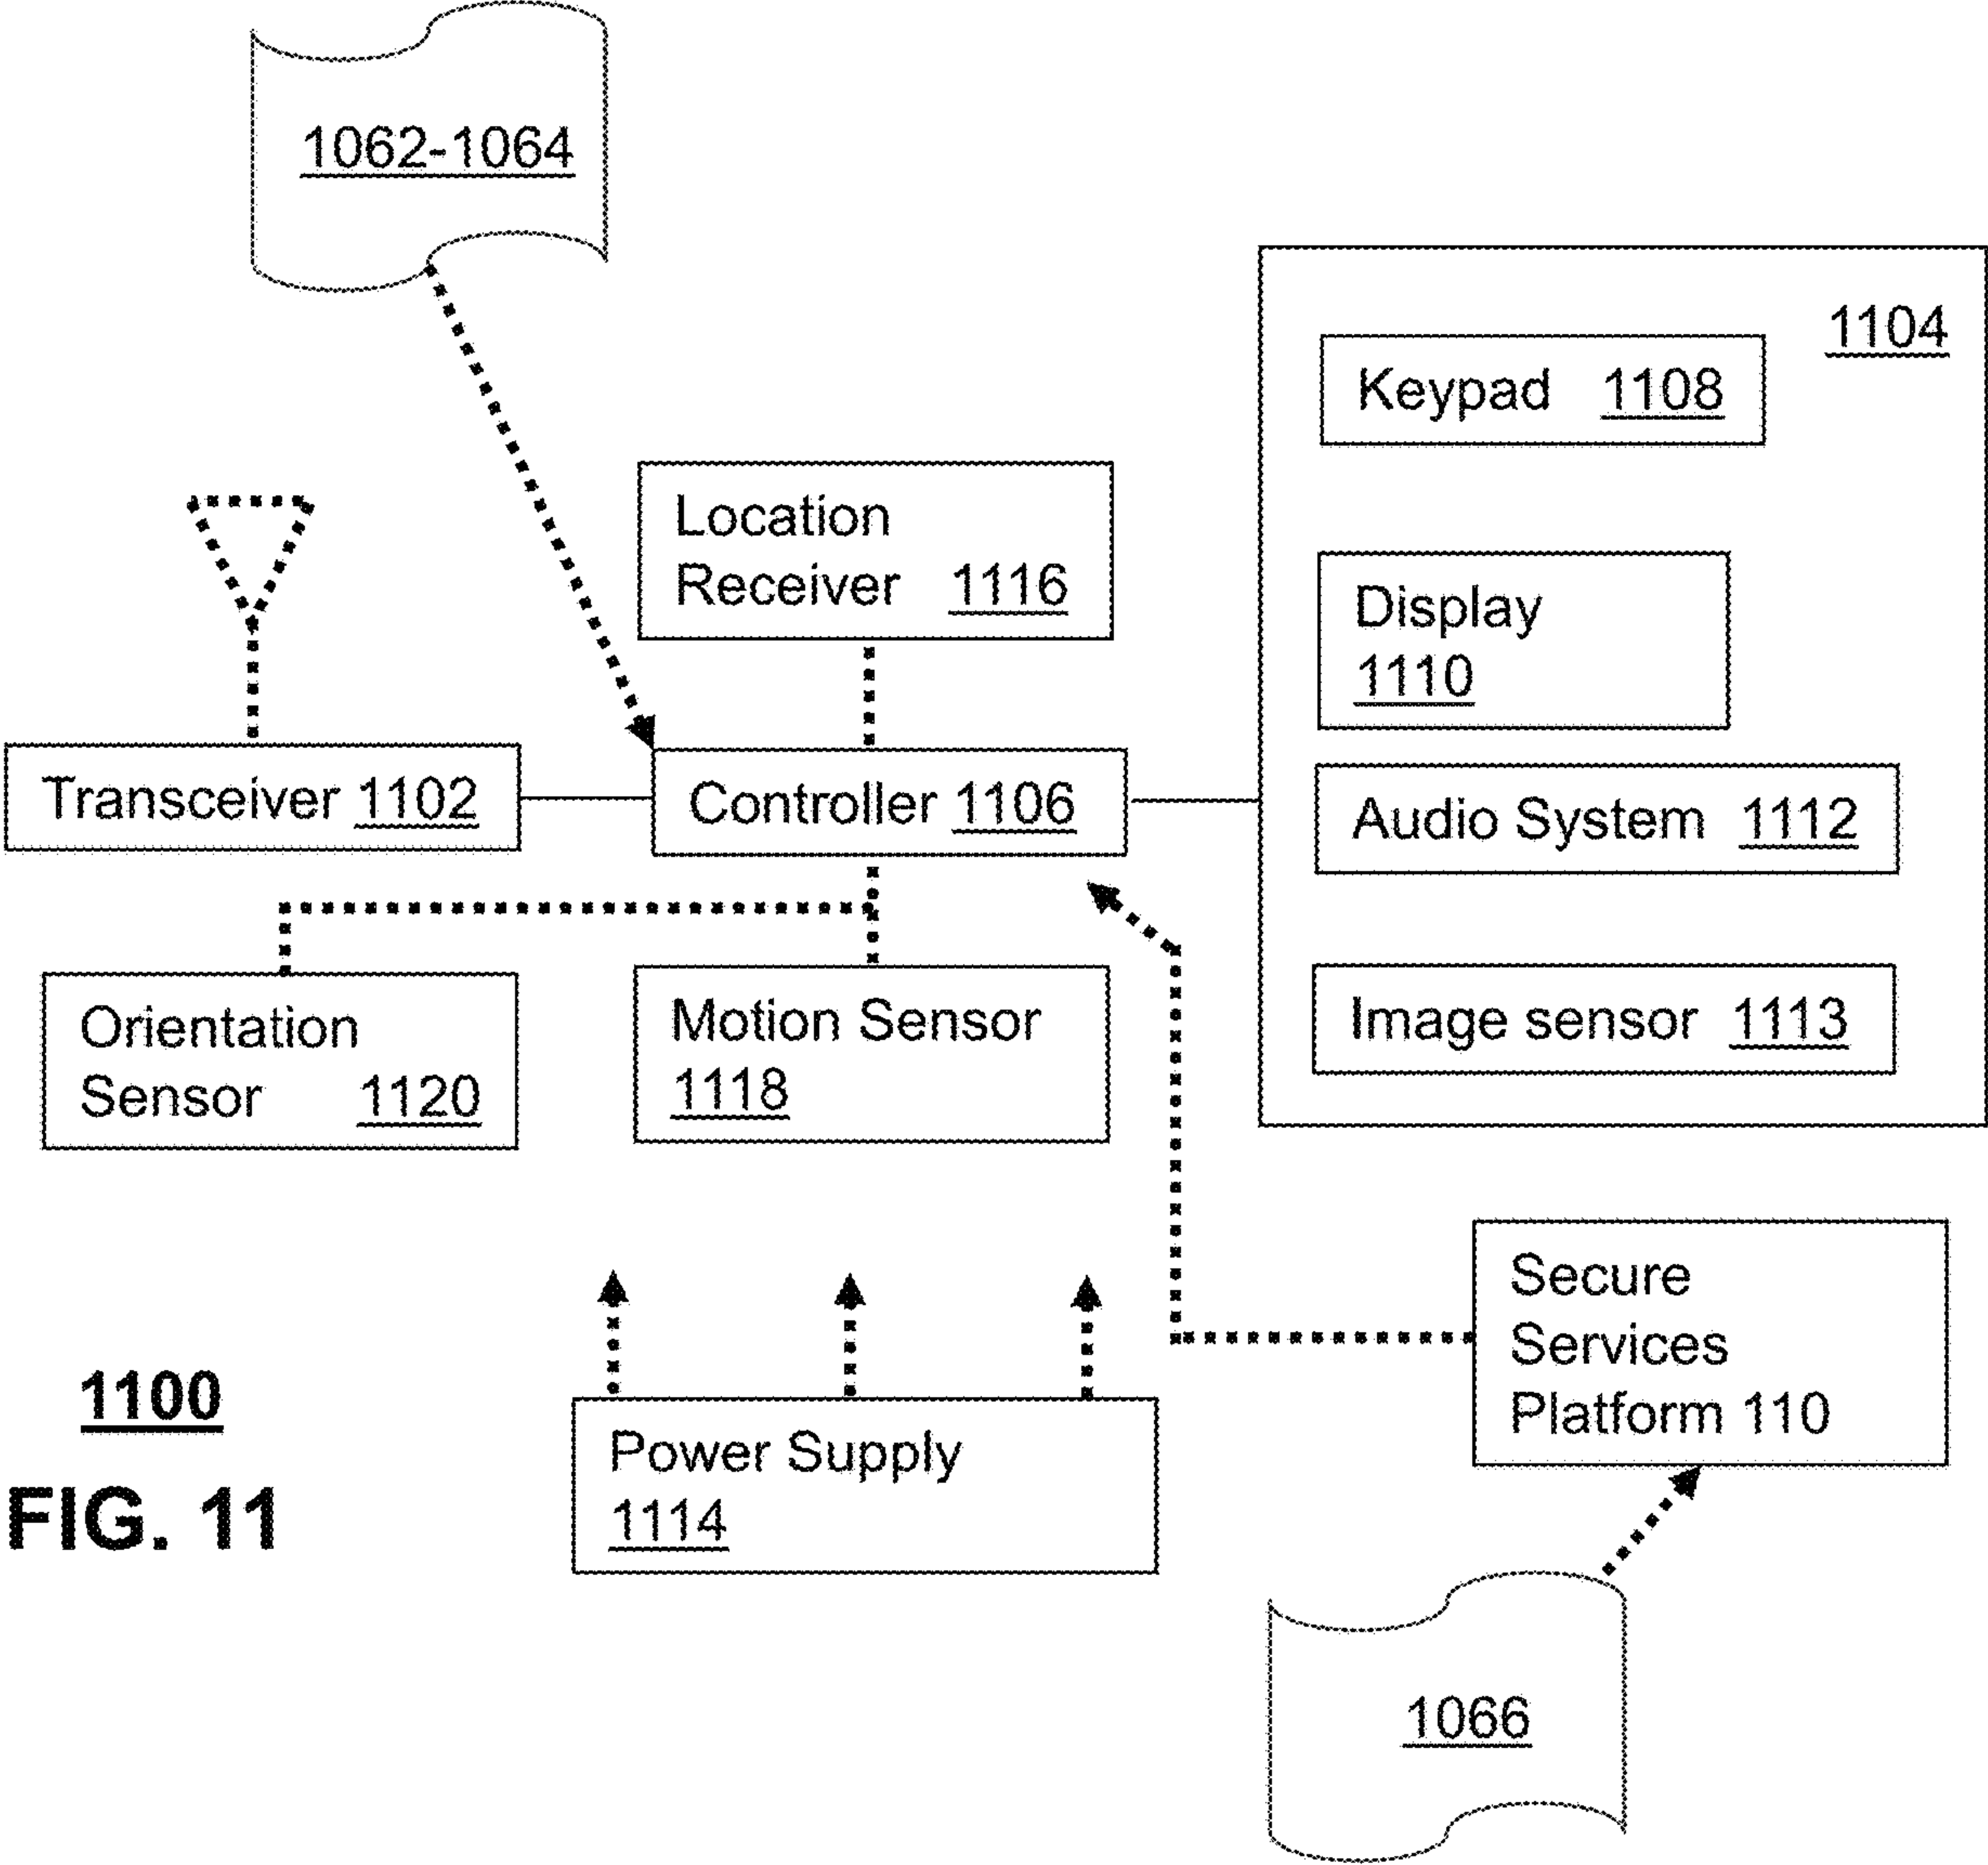 1062-1064
1104
Keypad 1108
Location
Receiver 1116
Display
1110
Transceiver 1102
Controller 1106
Audio System 1112
Orientation
Sensor 1120
Motion Sensor
1118
Image sensor 1113
Secure
Services
Platform 110
Power Supply
1114
1100
FIG. 11
1066